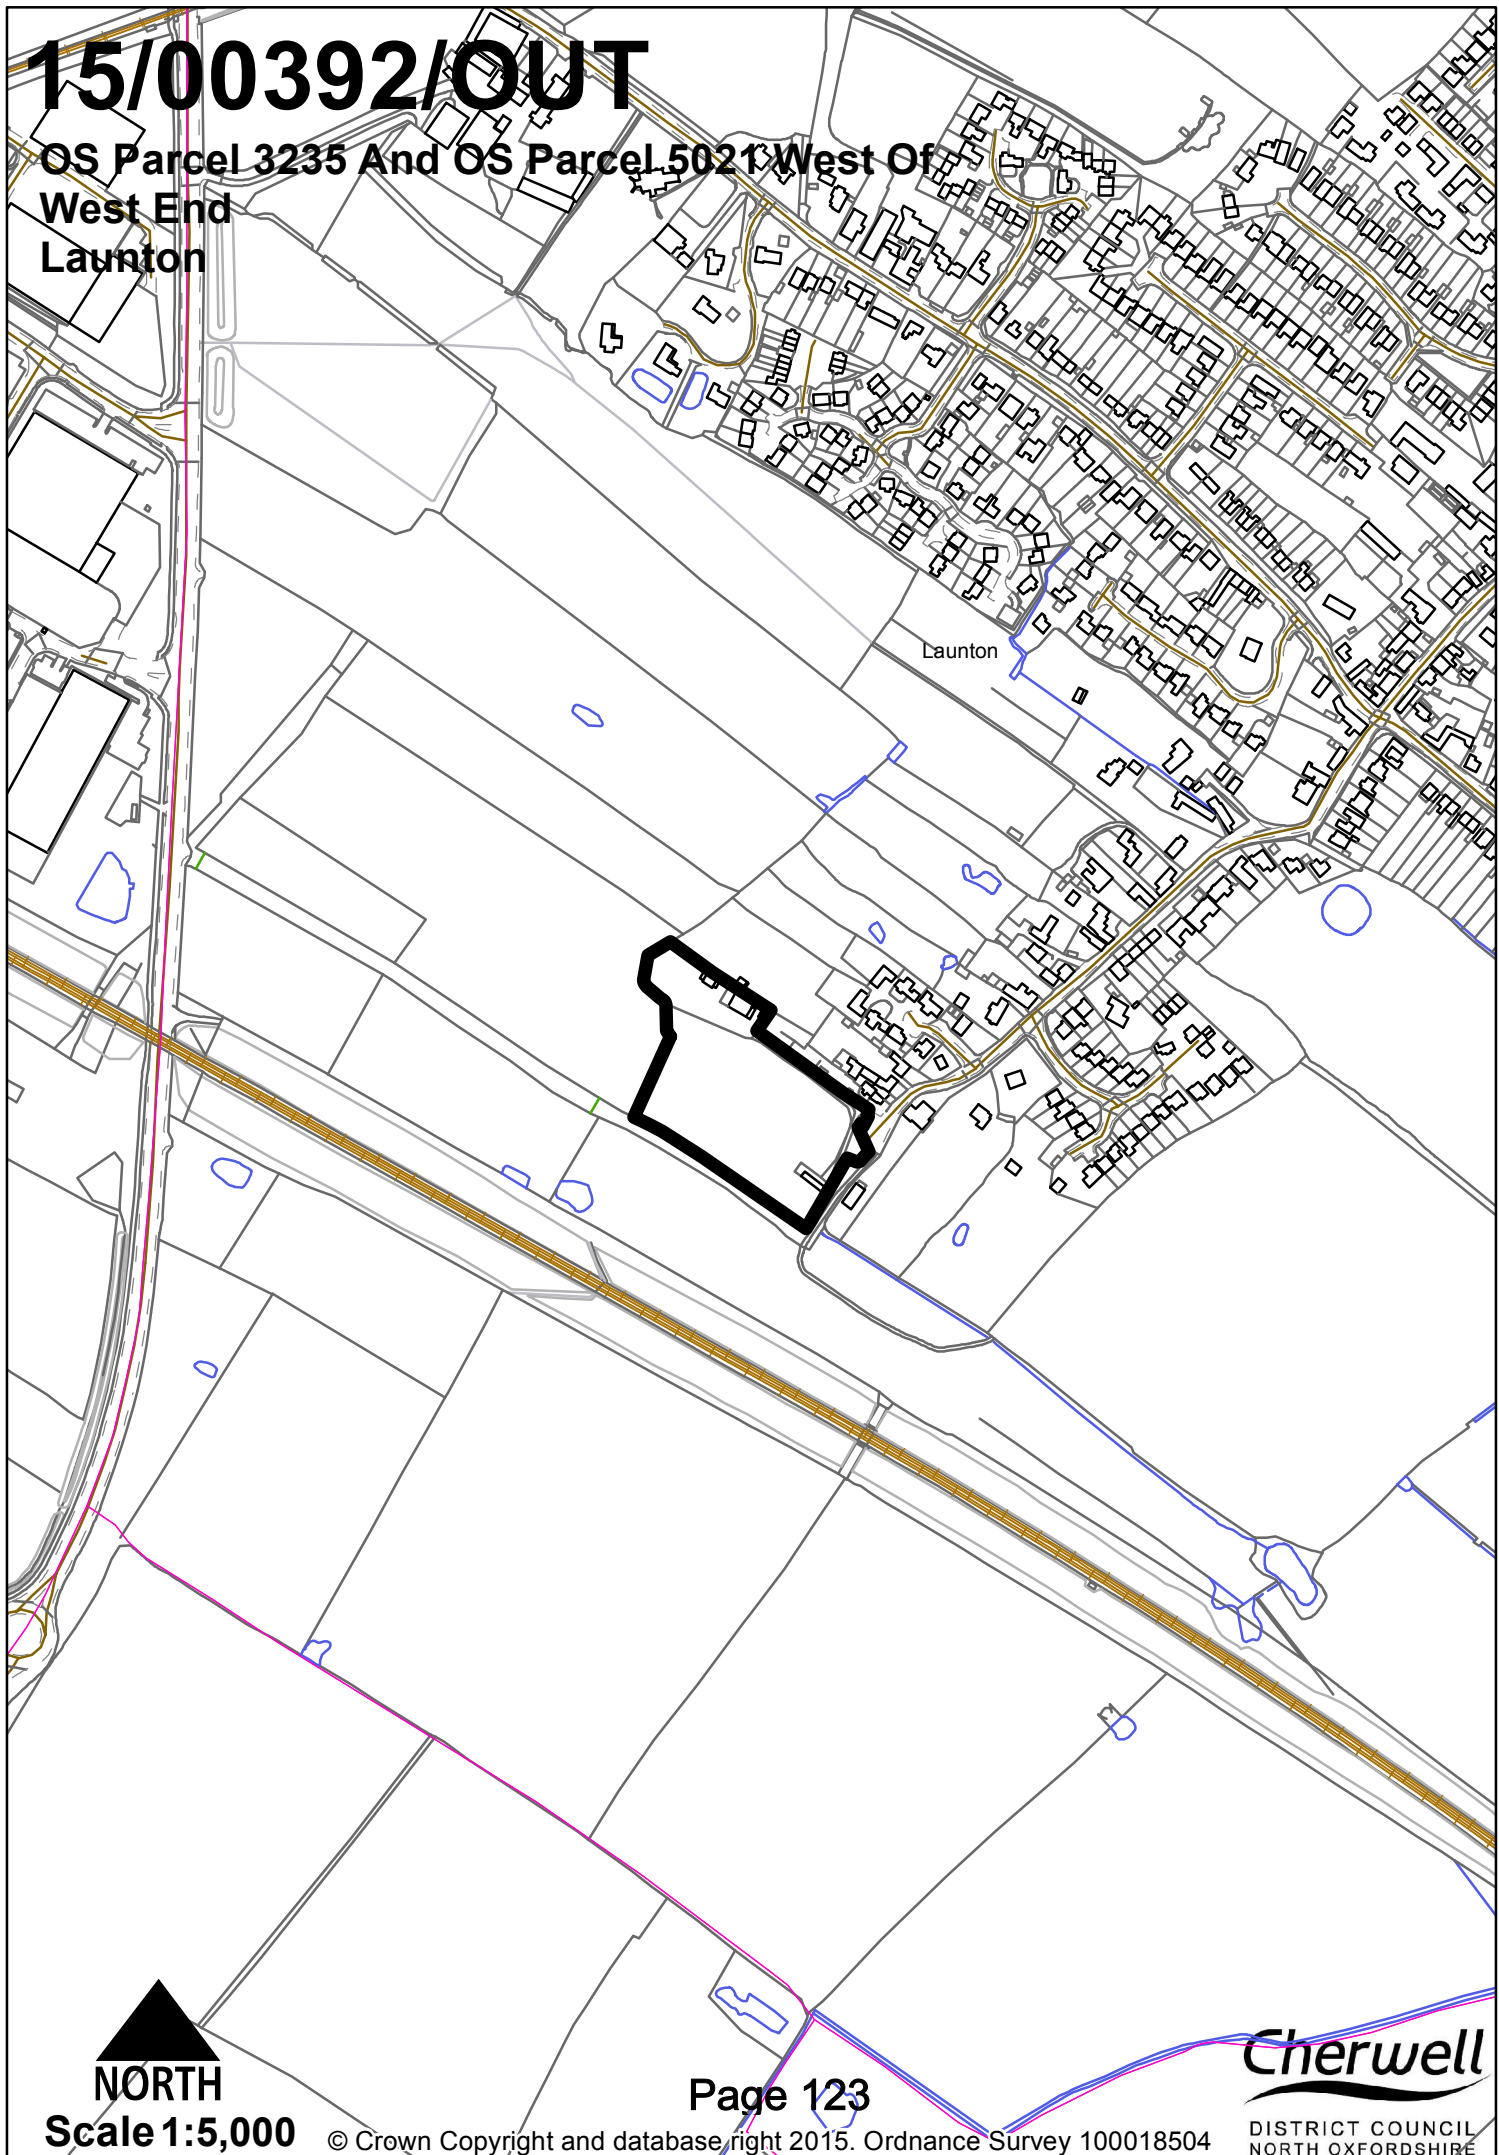 15/00392/OUT
OS Parcel 3235 And OS Parcel 5021 West Of
West End
Launton
Launton
NORTH
Scale 1:5,000
Page 123
© Crown Copyright and database right 2015. Ordnance Survey 100018504
Cherwell
DISTRICT COUNCIL
NORTH OXFORDSHIRE